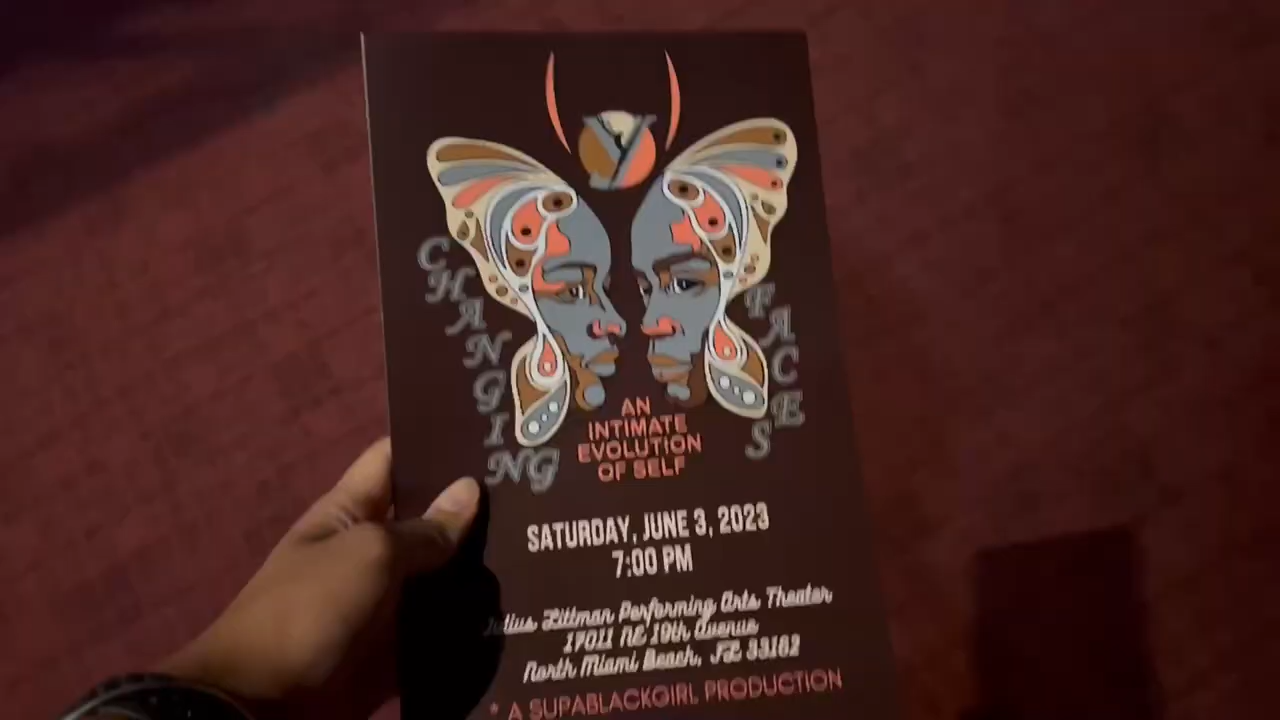 CHANGING
FACES
AN
INTIMATE
EVOLUTION
OF SELF
SATURDAY, JUNE 3, 2023
7:00 PM
Julius Littman Performing Arts Theater
17011 NE 19th Avenue
North Miami Beach, FL 33162
* A SUPABLACKGIRL PRODUCTION